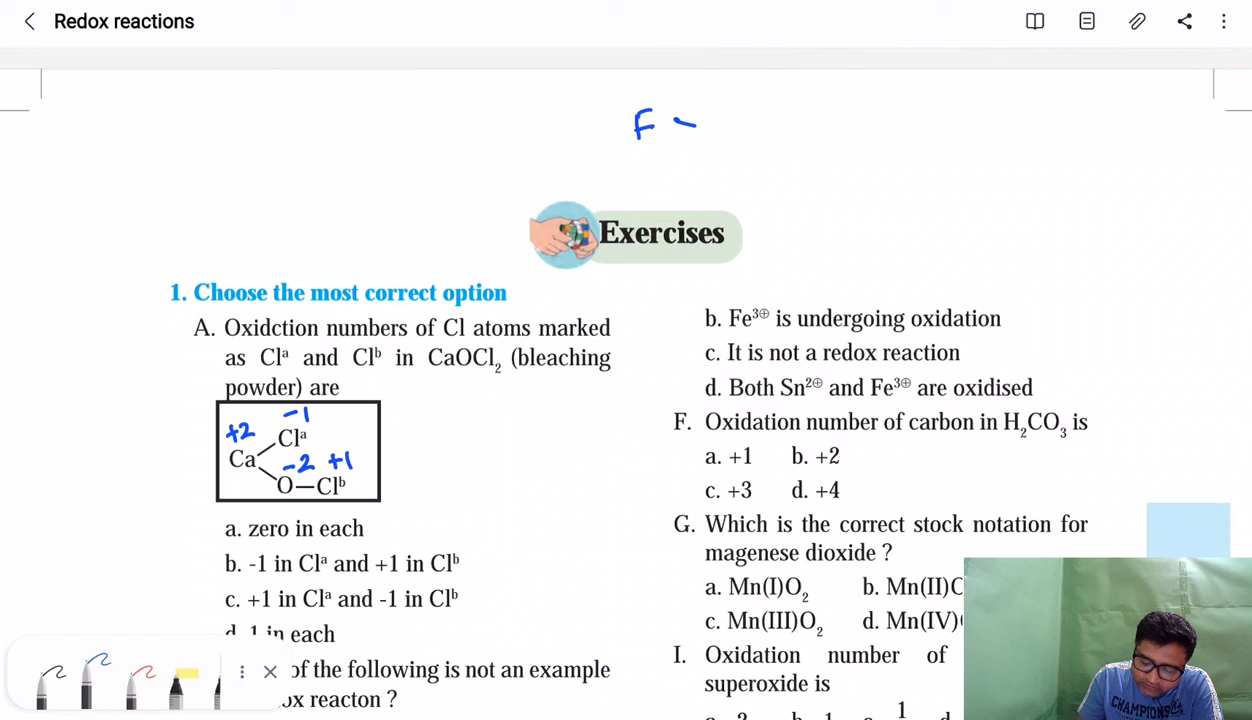 Redox reactions
F -
Exercises
1. Choose the most correct option
A. Oxidction numbers of Cl atoms marked
as Clᵃ and Clᵇ in CaOCl₂ (bleaching
powder) are
-1
+2
Clᵃ
Ca
-2 +1
O—Clᵇ
a. zero in each
b. -1 in Clᵃ and +1 in Clᵇ
c. +1 in Clᵃ and -1 in Clᵇ
d. 1 in each
of the following is not an example
ox reacton ?
b. Fe³⊕ is undergoing oxidation
c. It is not a redox reaction
d. Both Sn²⊕ and Fe³⊕ are oxidised
F. Oxidation number of carbon in H₂CO₃ is
a. +1 b. +2
c. +3 d. +4
G. Which is the correct stock notation for
magenese dioxide ?
a. Mn(I)O₂ b. Mn(II)
c. Mn(III)O₂ d. Mn(IV)
I. Oxidation number of
superoxide is
1
CHAMPIONS